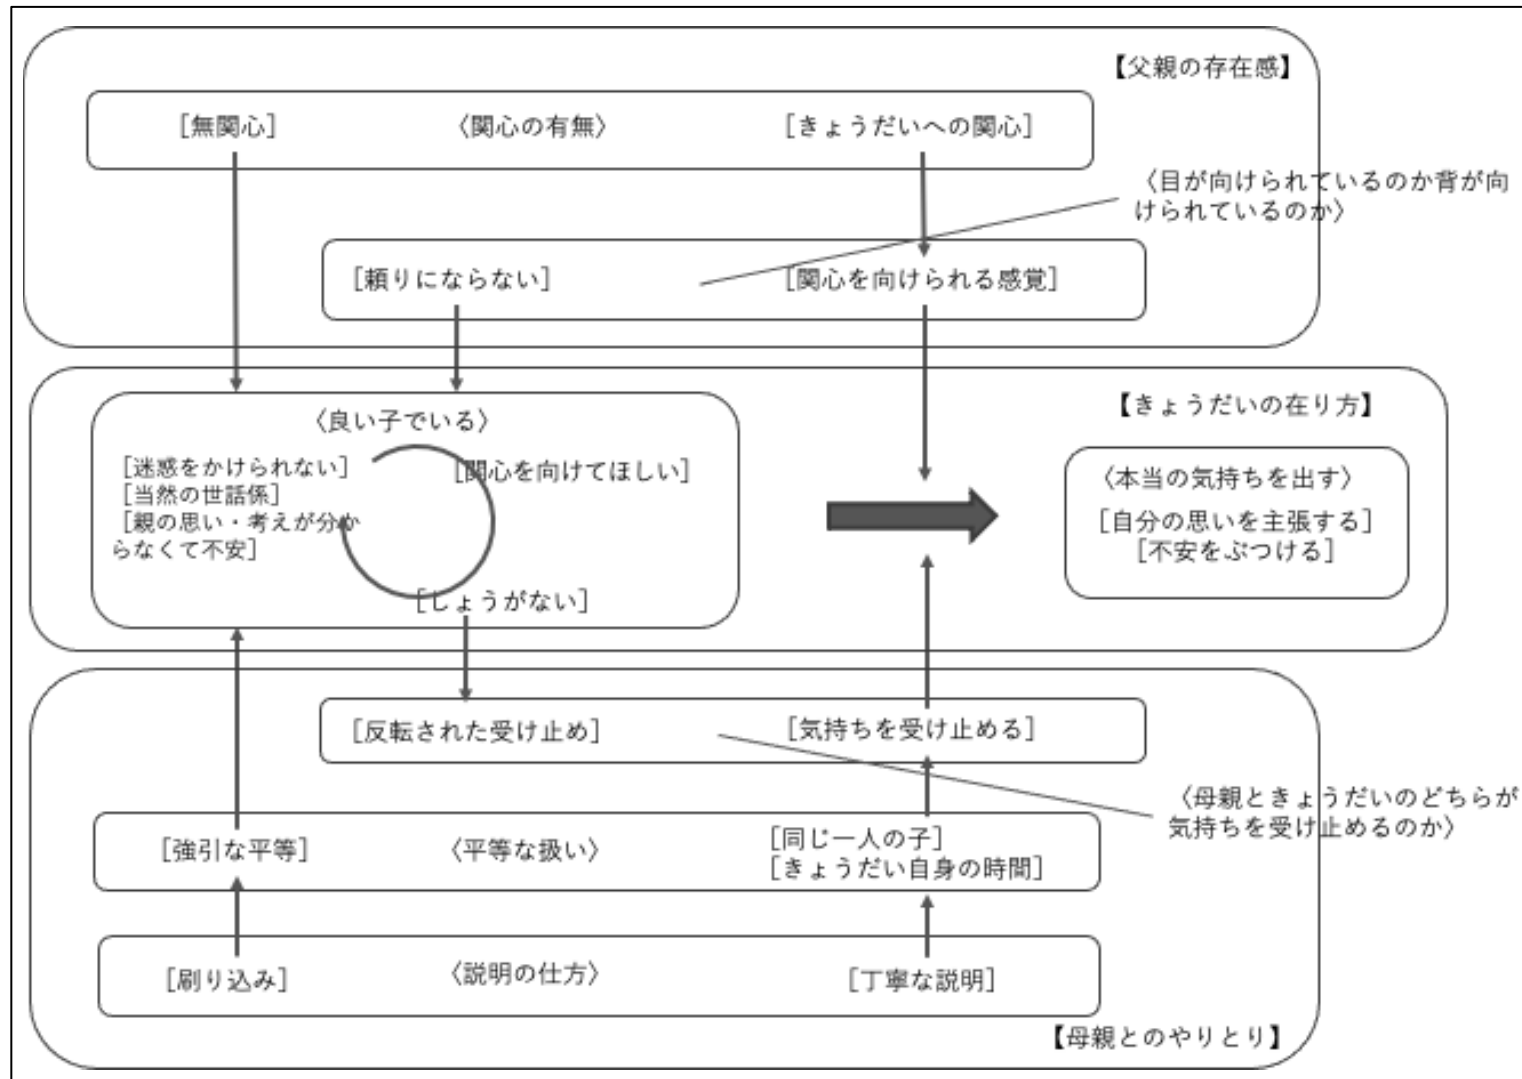 【父親の存在感】
［無関心］
〈関心の有無〉
［きょうだいへの関心］
〈目が向けられているのか背が向
けられているのか〉
［頼りにならない］
［関心を向けられる感覚］
【きょうだいの在り方】
〈良い子でいる〉
［迷惑をかけられない］
［当然の世話係］
［親の思い・考えが分か
らなくて不安］
［関心を向けてほしい］
［しょうがない］
〈本当の気持ちを出す〉
［自分の思いを主張する］
［不安をぶつける］
［反転された受け止め］
［気持ちを受け止める］
〈母親ときょうだいのどちらが
気持ちを受け止めるのか〉
［強引な平等］
〈平等な扱い〉
［同じ一人の子］
［きょうだい自身の時間］
［刷り込み］
〈説明の仕方〉
［丁寧な説明］
【母親とのやりとり】